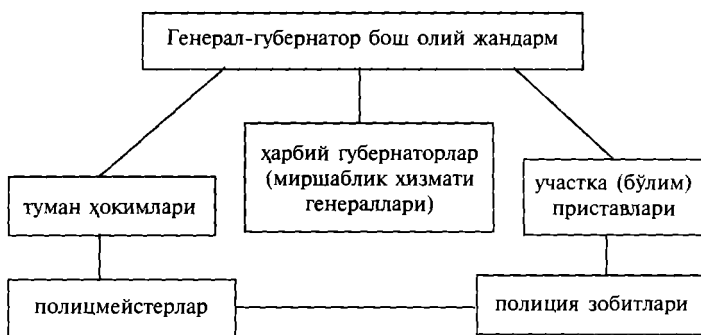 Генерал-губернатор бош олий жандарм
ҳарбий губернаторлар
(миршаблик хизмати
генераллари)
туман ҳокимлари
участка (бўлим)
приставлари
полицмейстерлар
полиция зобитлари